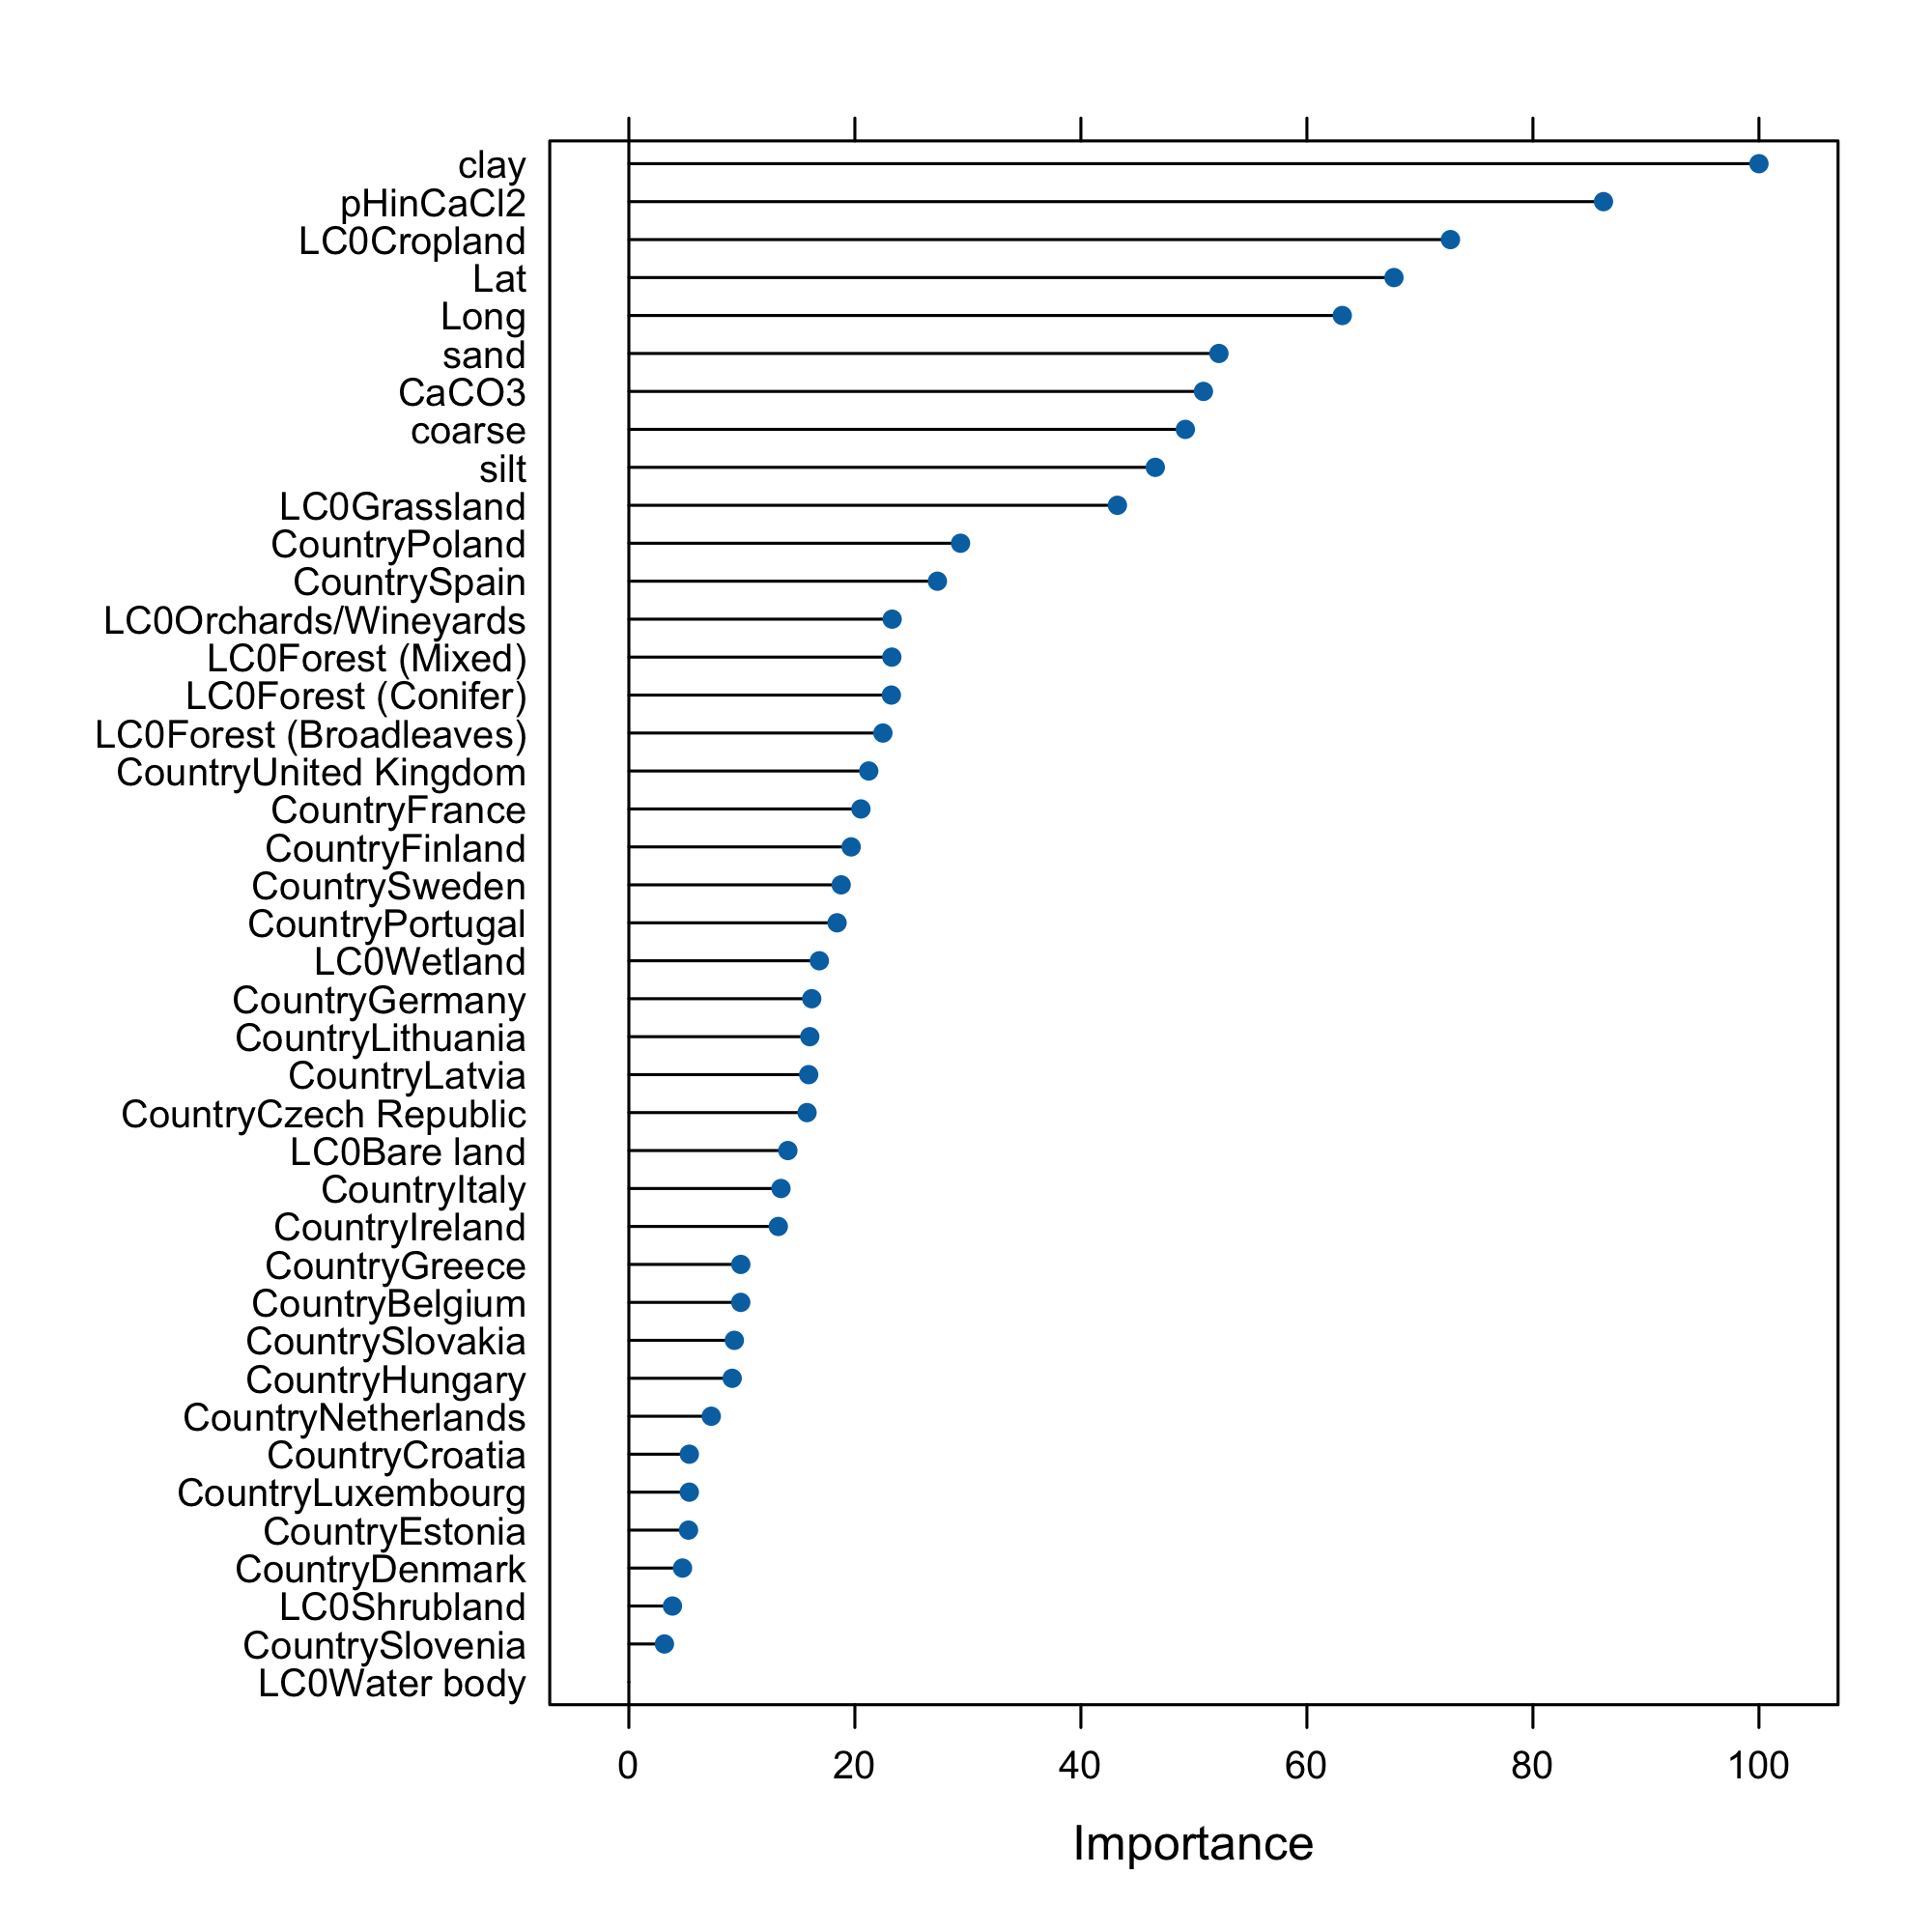 clay
pHinCaCl2
LC0Cropland
Lat
Long
sand
CaCO3
coarse
silt
LC0Grassland
CountryPoland
CountrySpain
LC0Orchards/Wineyards
LC0Forest (Mixed)
LC0Forest (Conifer)
LC0Forest (Broadleaves)
CountryUnited Kingdom
CountryFrance
CountryFinland
CountrySweden
CountryPortugal
LC0Wetland
CountryGermany
CountryLithuania
CountryLatvia
CountryCzech Republic
LC0Bare land
CountryItaly
CountryIreland
CountryGreece
CountryBelgium
CountrySlovakia
CountryHungary
CountryNetherlands
CountryCroatia
CountryLuxembourg
CountryEstonia
CountryDenmark
LC0Shrubland
CountrySlovenia
LC0Water body
0 20 40 60 80 100
Importance